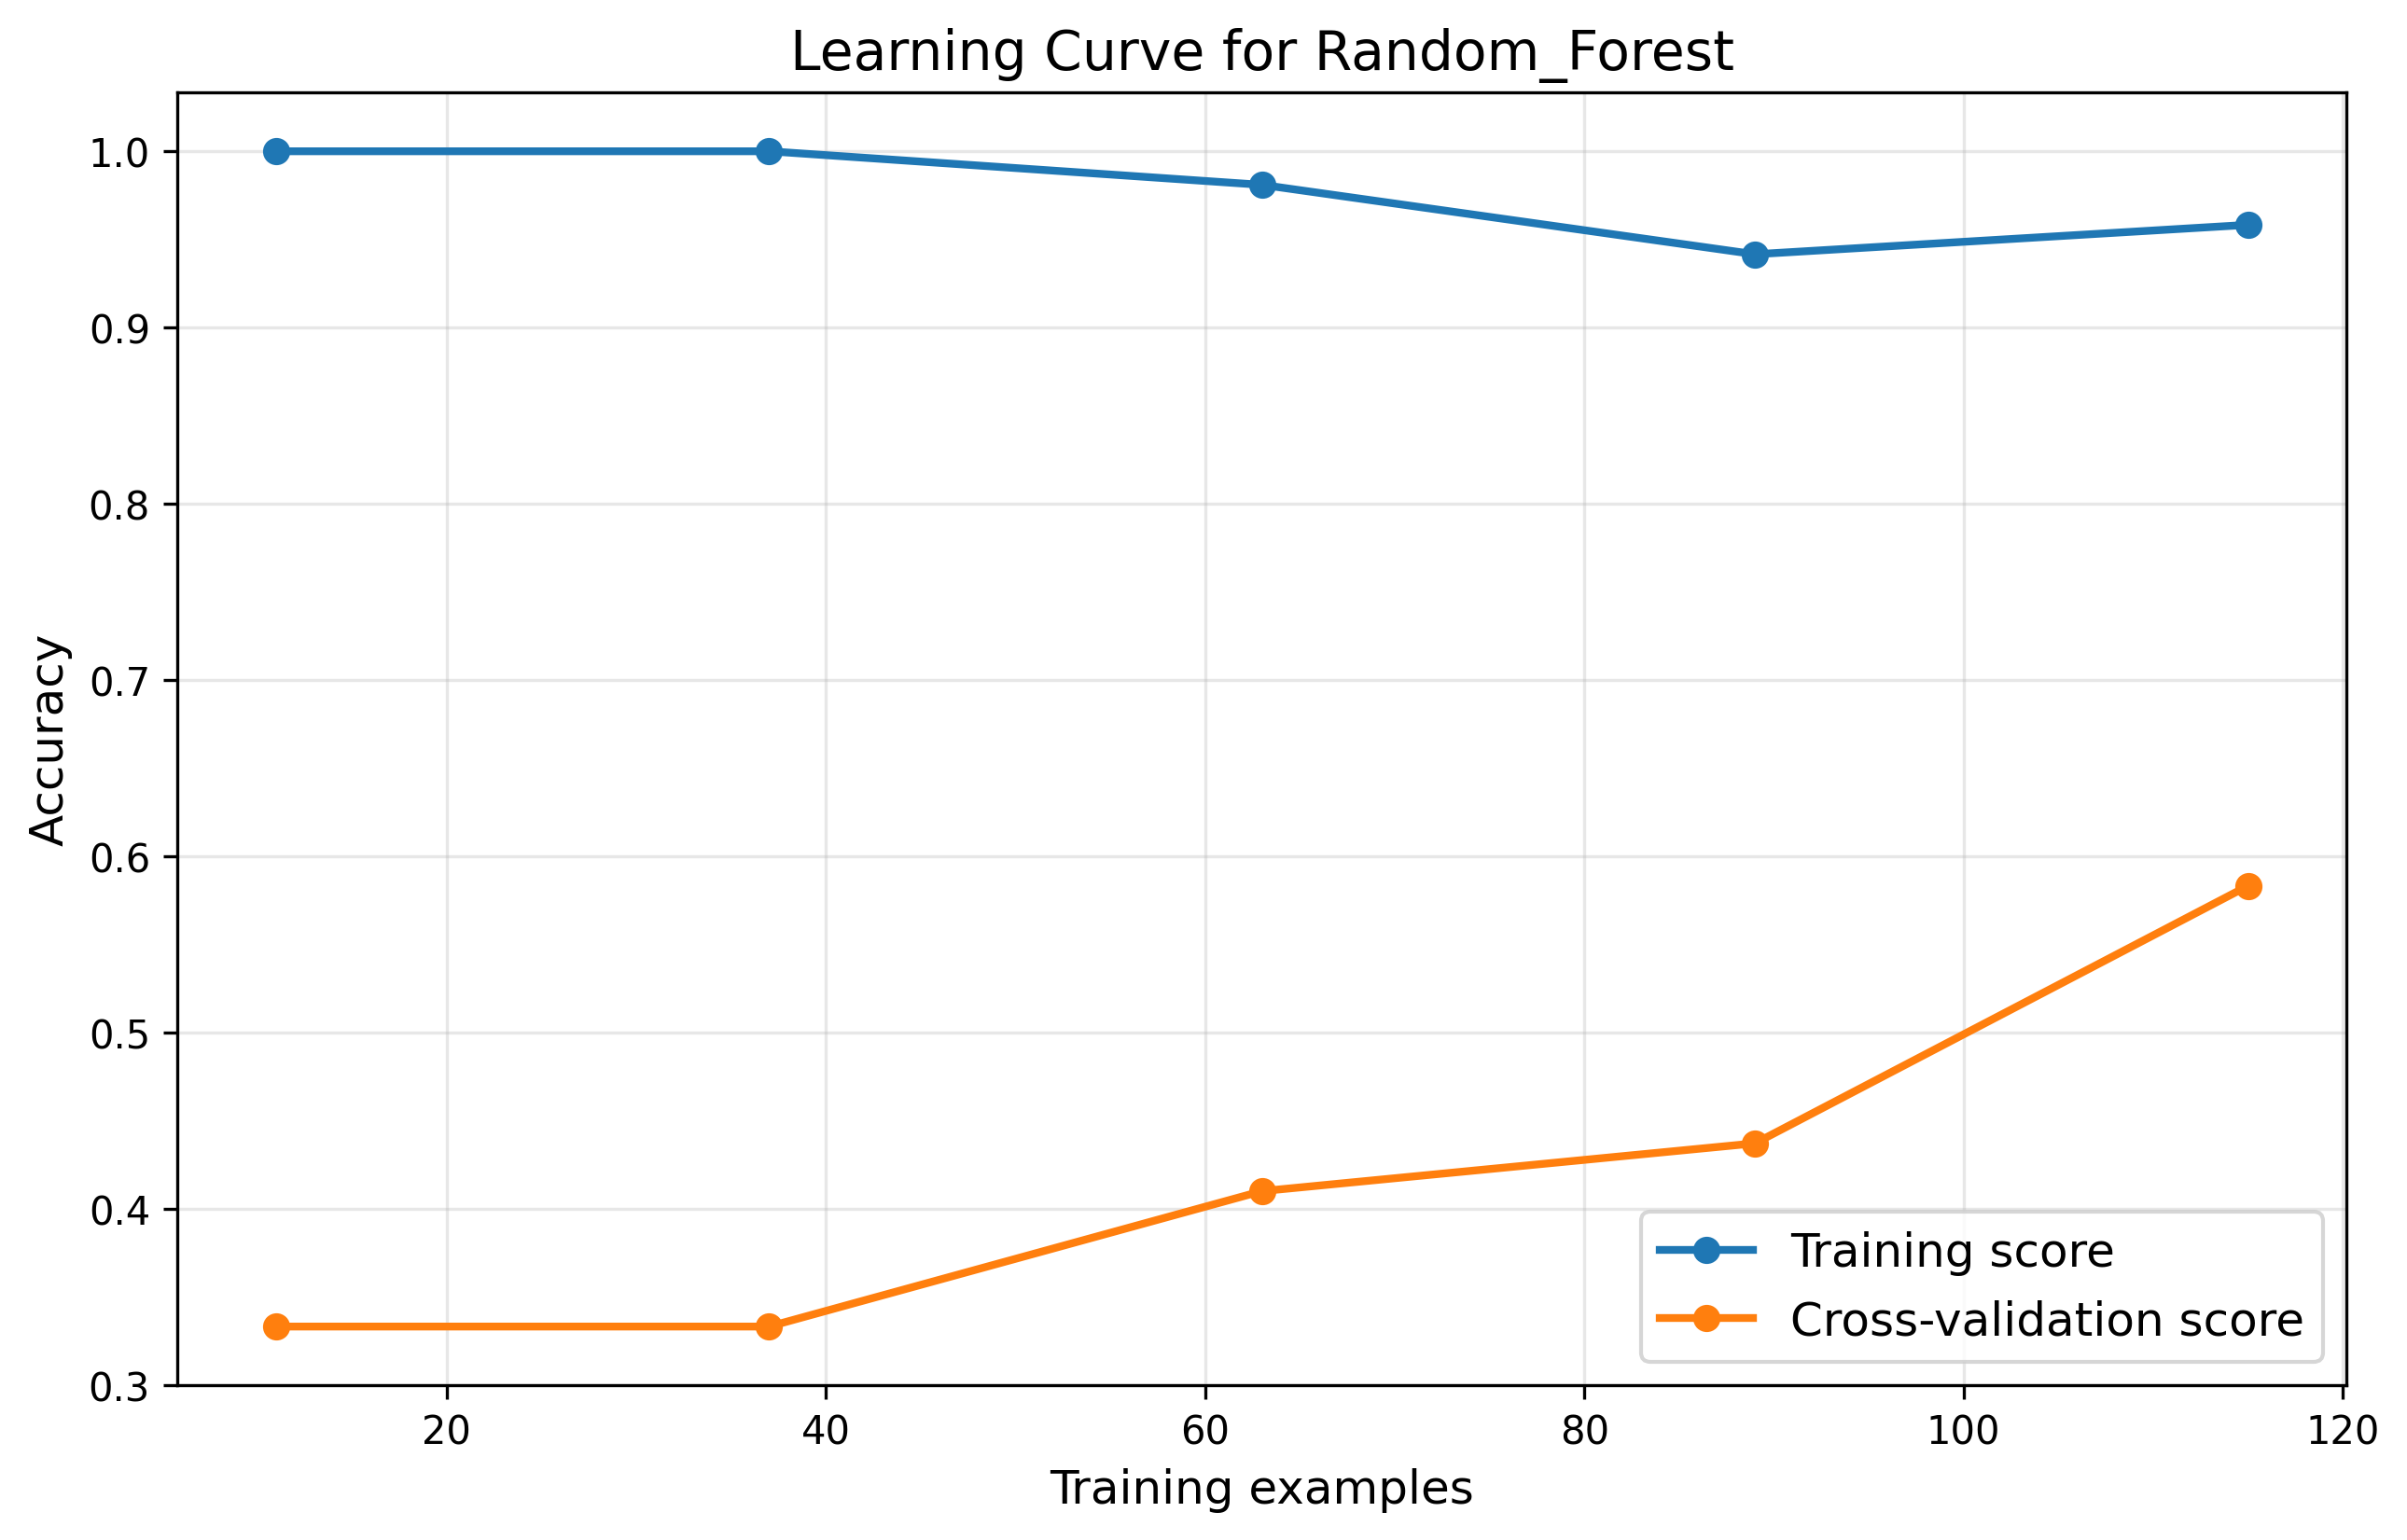 Learning Curve for Random_Forest
1.0
0.9
0.8
0.7
0.6
0.5
0.4
0.3
Accuracy
Training score
Cross-validation score
20 40 60 80 100 120
Training examples